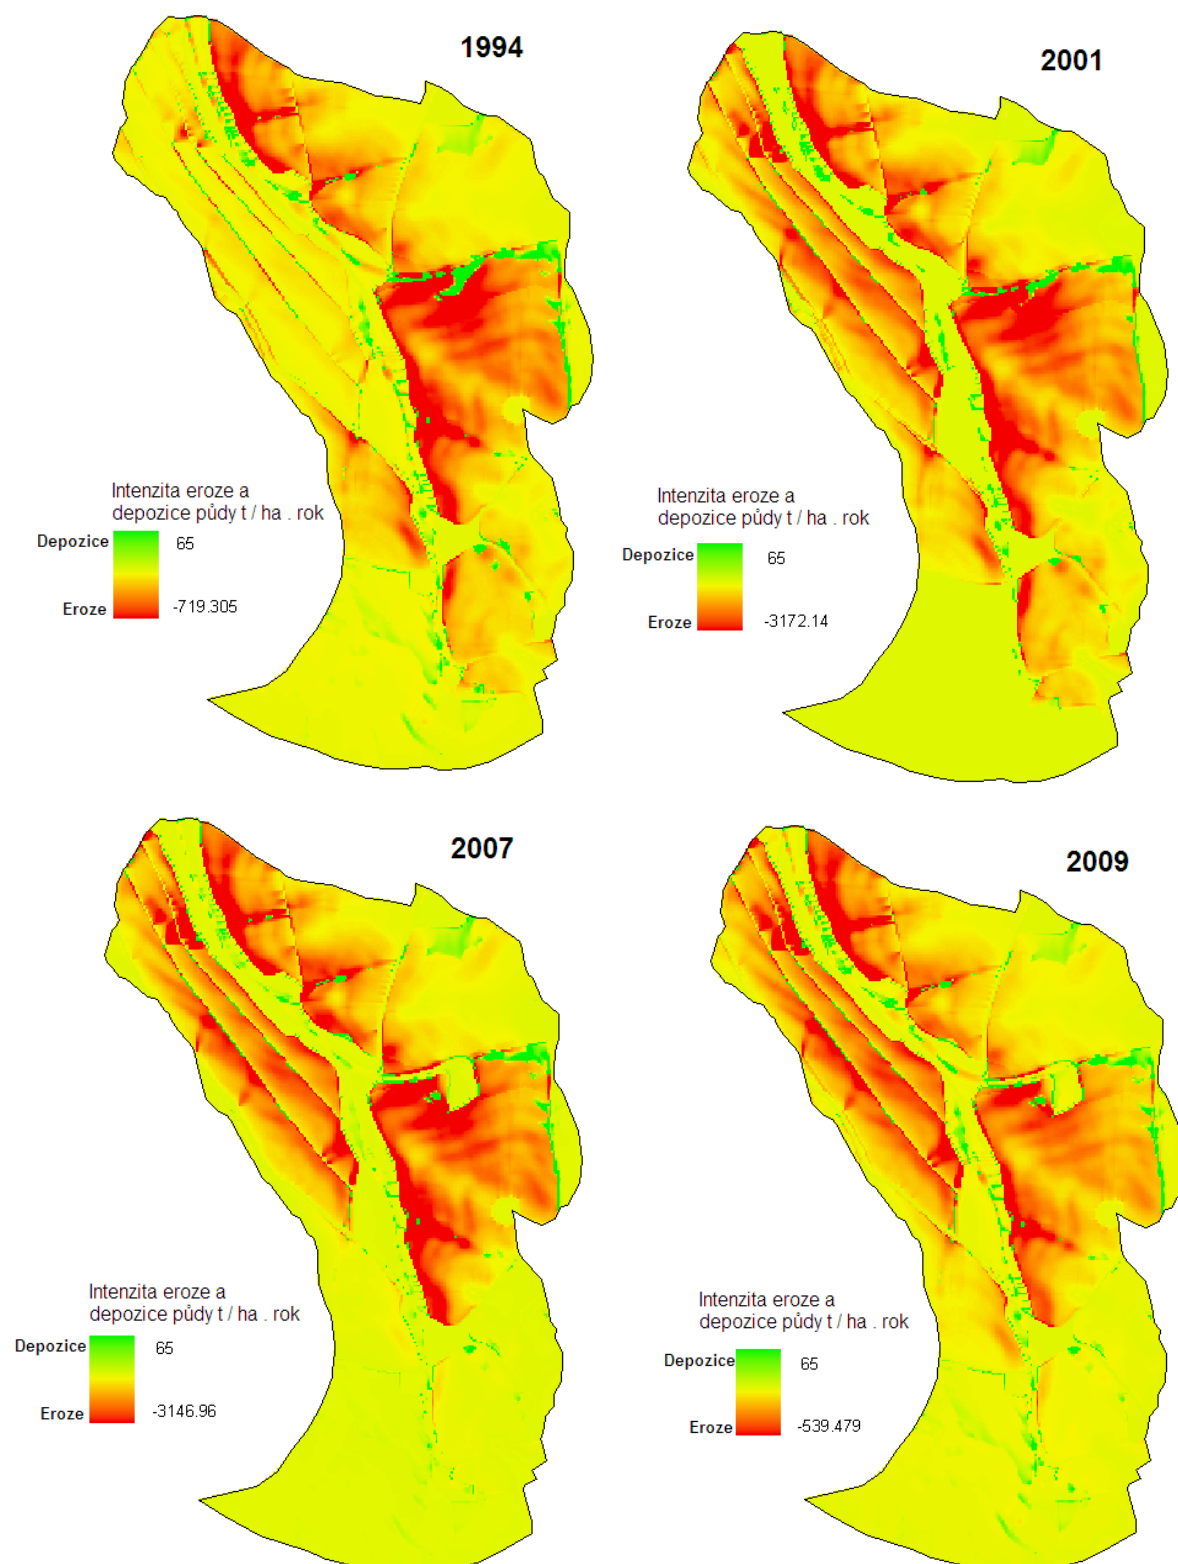 1994
Intenzita eroze a
depozice půdy t / ha . rok
Depozice 65
Eroze -719.305
2001
Intenzita eroze a
depozice půdy t / ha . rok
Depozice 65
Eroze -3172.14
2007
Intenzita eroze a
depozice půdy t / ha . rok
Depozice 65
Eroze -3146.96
2009
Intenzita eroze a
depozice půdy t / ha . rok
Depozice 65
Eroze -539.479